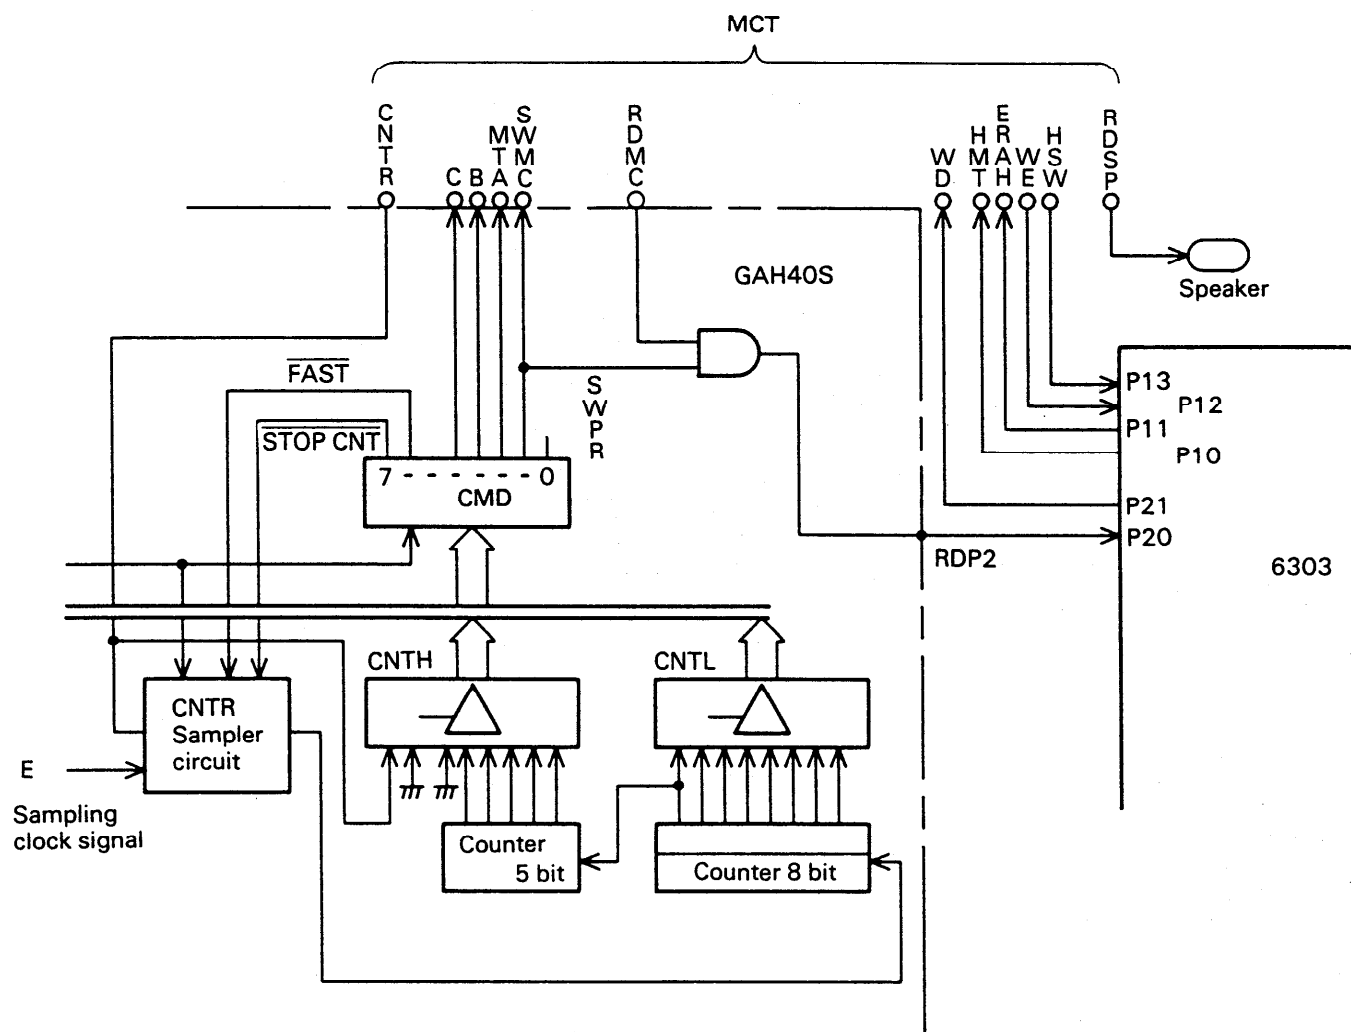 MCT
CNTR
C
B
MTA
SWMC
RDMC
WD
HMT
ERAH
WE
HSW
RDSP
GAH40S
Speaker
FAST
STOP CNT
SWPR
7 - - - - - - 0
CMD
P13
P12
P11
P10
P21
P20
RDP2
6303
CNTH
CNTL
CNTR
Sampler
circuit
E
Sampling
clock signal
Counter
5 bit
Counter 8 bit